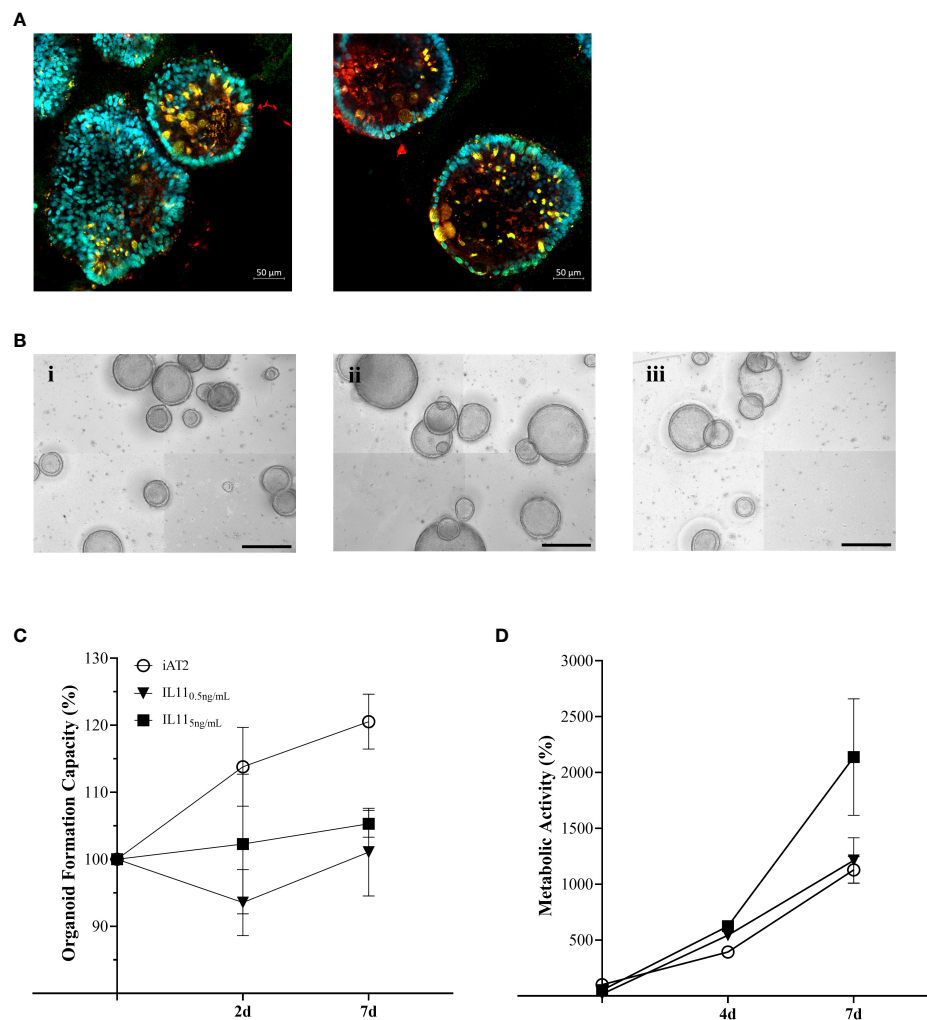 A
50 µm
50 µm
B
i
ii
iii
C
D
Organoid Formation Capacity (%)
130
120
110
100
90
iAT2
IL11 0.5ng/mL
IL11 5ng/mL
2d
7d
Metabolic Activity (%)
3000
2500
2000
1500
1000
500
4d
7d